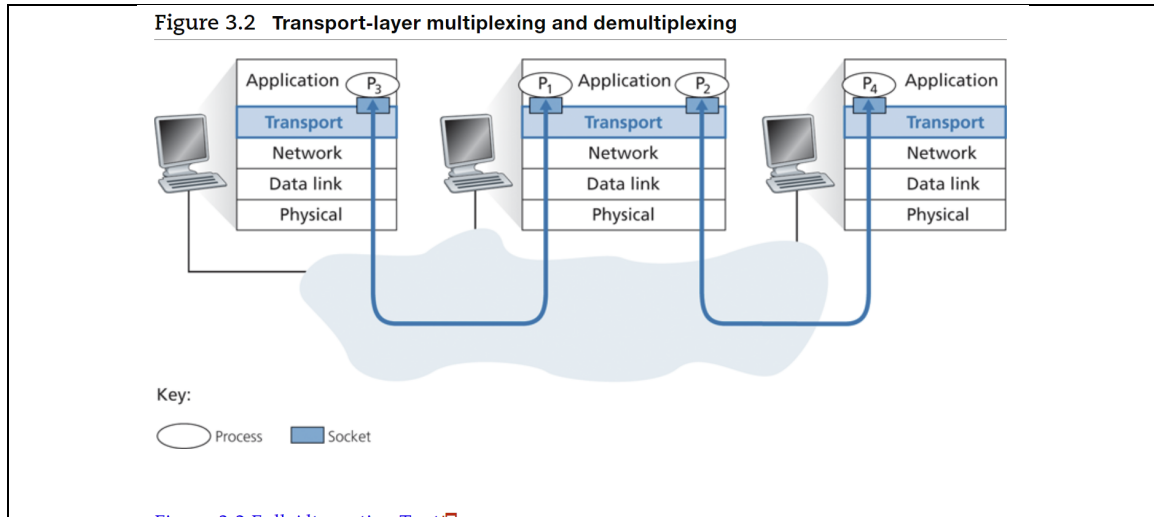 Figure 3.2 Transport-layer multiplexing and demultiplexing
Application P3
Transport
Network
Data link
Physical
P1 Application P2
Transport
Network
Data link
Physical
P4 Application
Transport
Network
Data link
Physical
Key:
Process
Socket